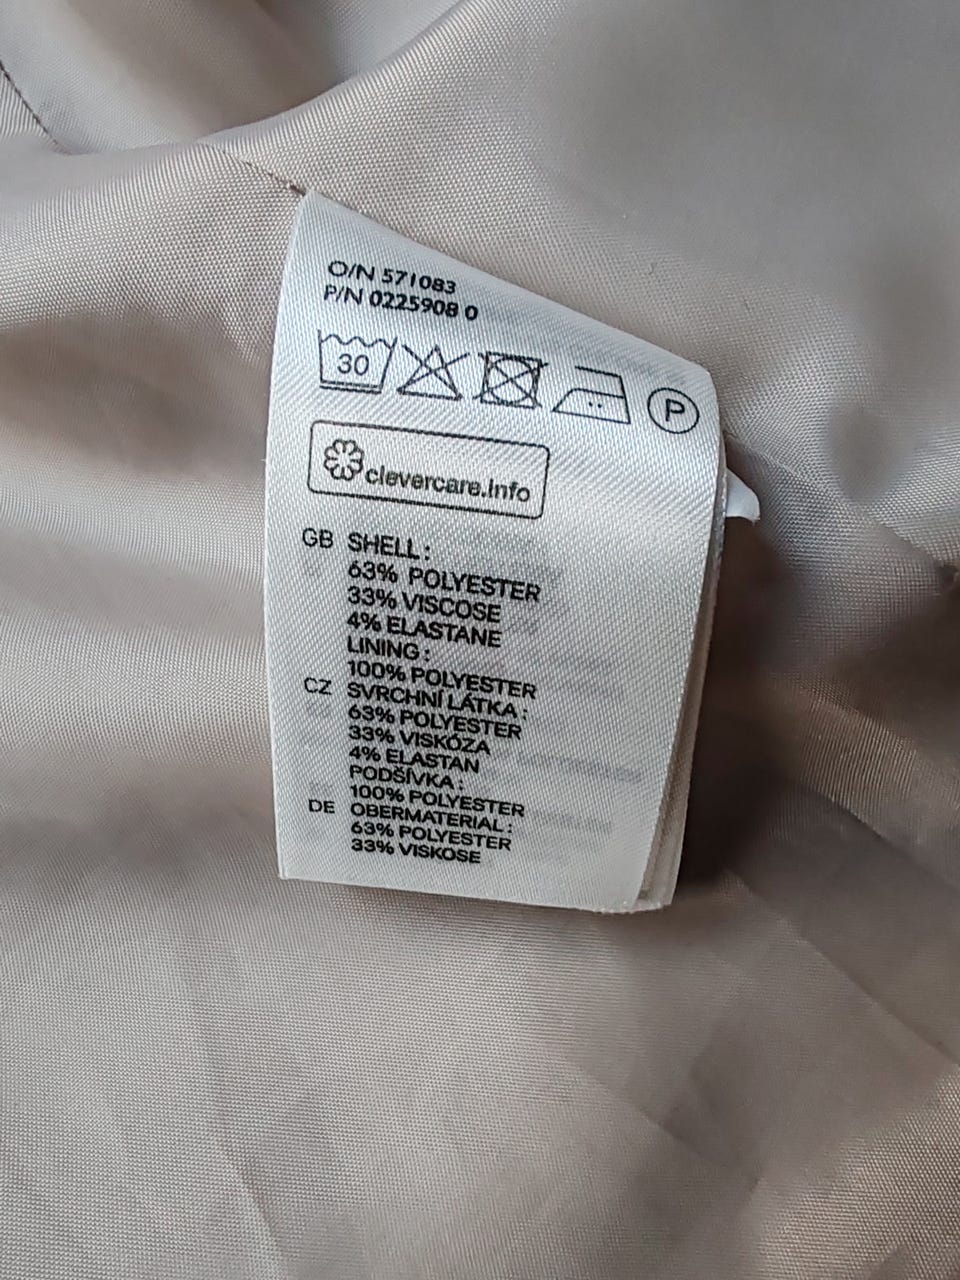 O/N 571083
P/N 0225908 0
30 P
clevercare.info
GB SHELL:
63% POLYESTER
33% VISCOSE
4% ELASTANE
LINING:
100% POLYESTER
CZ SVRCHNÍ LÁTKA:
63% POLYESTER
33% VISKÓZA
4% ELASTAN
PODŠÍVKA:
100% POLYESTER
DE OBERMATERIAL:
63% POLYESTER
33% VISKOSE